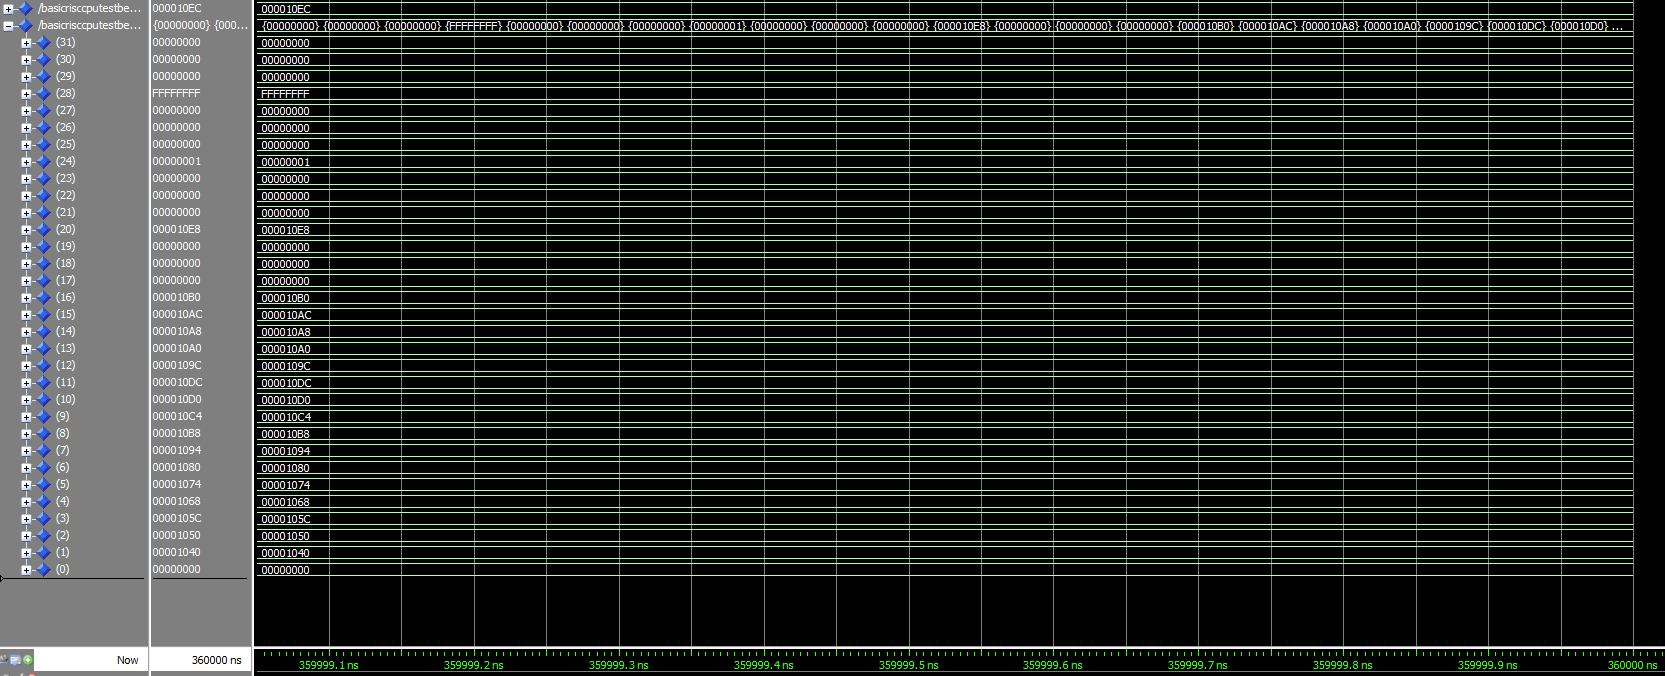 /basicrisccputestbe... 000010EC 000010EC
/basicrisccputestbe... {00000000} {000... {00000000} {00000000} {00000000} {FFFFFFFF} {00000000} {00000000} {00000000} {00000001} {00000000} {00000000} {00000000} {000010E8} {00000000} {00000000} {00000000} {000010B0} {000010AC} {000010A8} {000010A0} {0000109C} {000010DC} {000010D0} ...
(31) 00000000 00000000
(30) 00000000 00000000
(29) 00000000 00000000
(28) FFFFFFFF FFFFFFFF
(27) 00000000 00000000
(26) 00000000 00000000
(25) 00000000 00000000
(24) 00000001 00000001
(23) 00000000 00000000
(22) 00000000 00000000
(21) 00000000 00000000
(20) 000010E8 000010E8
(19) 00000000 00000000
(18) 00000000 00000000
(17) 00000000 00000000
(16) 000010B0 000010B0
(15) 000010AC 000010AC
(14) 000010A8 000010A8
(13) 000010A0 000010A0
(12) 0000109C 0000109C
(11) 000010DC 000010DC
(10) 000010D0 000010D0
(9) 000010C4 000010C4
(8) 000010B8 000010B8
(7) 00001094 00001094
(6) 00001080 00001080
(5) 00001074 00001074
(4) 00001068 00001068
(3) 0000105C 0000105C
(2) 00001050 00001050
(1) 00001040 00001040
(0) 00000000 00000000
Now 360000 ns 359999.1 ns 359999.2 ns 359999.3 ns 359999.4 ns 359999.5 ns 359999.6 ns 359999.7 ns 359999.8 ns 359999.9 ns 360000 ns